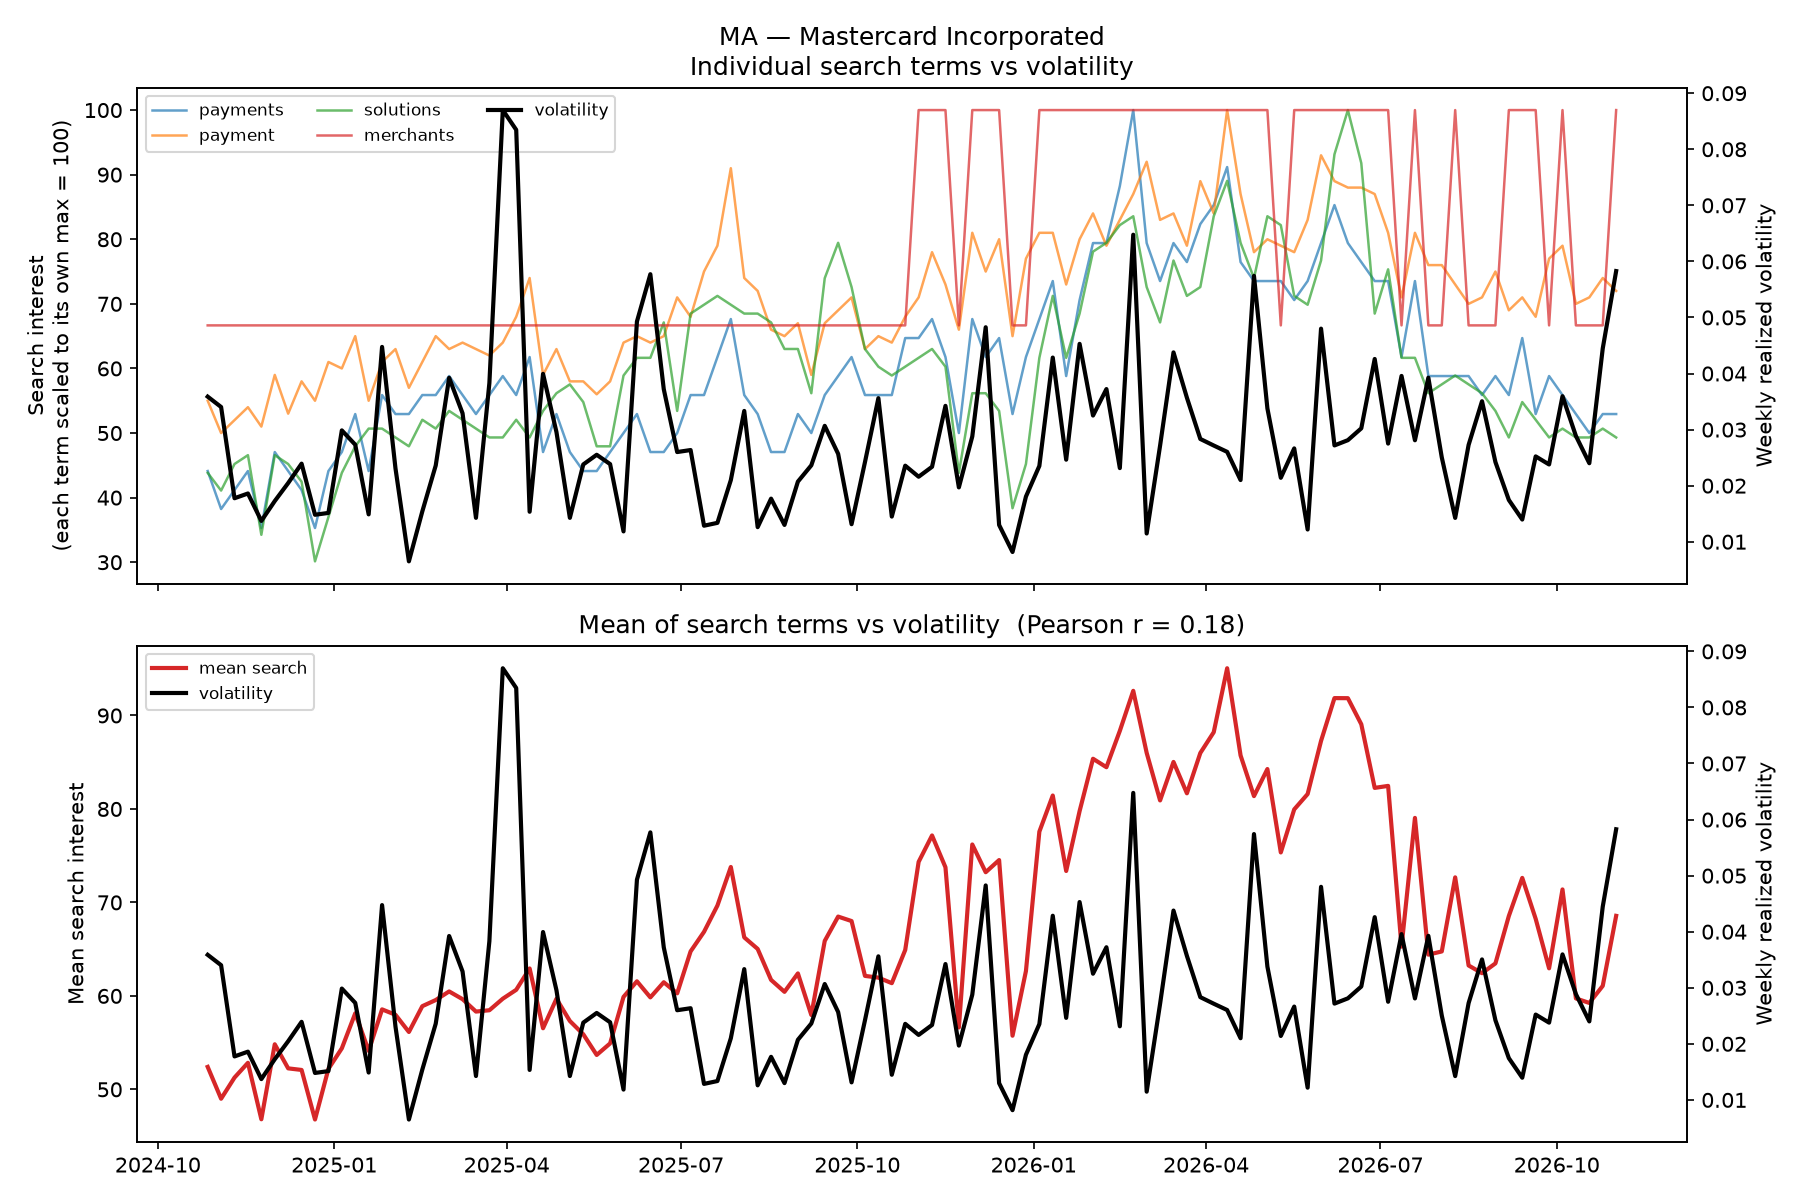 MA — Mastercard Incorporated
Individual search terms vs volatility
payments
payment
solutions
merchants
volatility
Search interest
(each term scaled to its own max = 100)
100
90
80
70
60
50
40
30
0.09
0.08
0.07
0.06
0.05
0.04
0.03
0.02
0.01
Weekly realized volatility
Mean of search terms vs volatility  (Pearson r = 0.18)
mean search
volatility
Mean search interest
90
80
70
60
50
0.09
0.08
0.07
0.06
0.05
0.04
0.03
0.02
0.01
Weekly realized volatility
2024-10
2025-01
2025-04
2025-07
2025-10
2026-01
2026-04
2026-07
2026-10